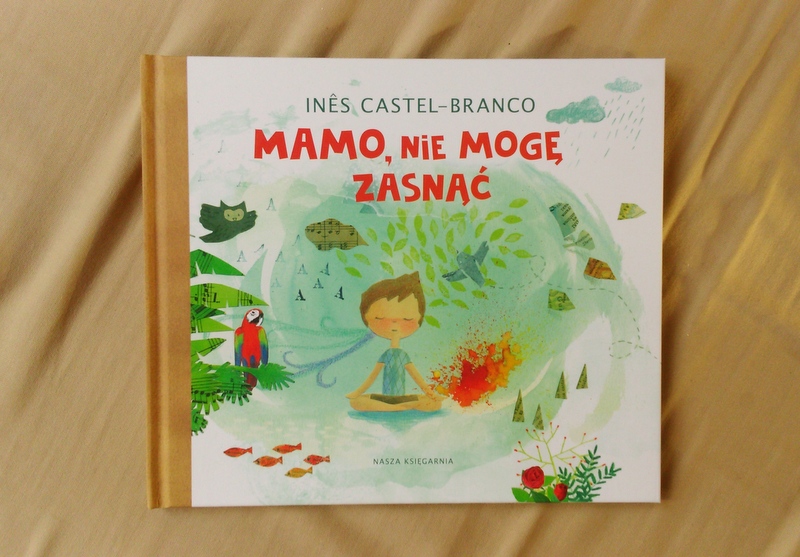 INÊS CASTEL-BRANCO
MAMO, NIE MOGĘ
ZASNĄĆ
A A A A A A A A A A A A
NASZA KSIĘGARNIA